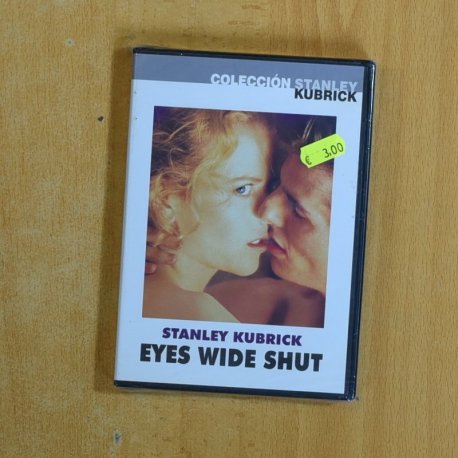 COLECCIÓN STANLEY
KUBRICK
€ 3,00
STANLEY KUBRICK
EYES WIDE SHUT